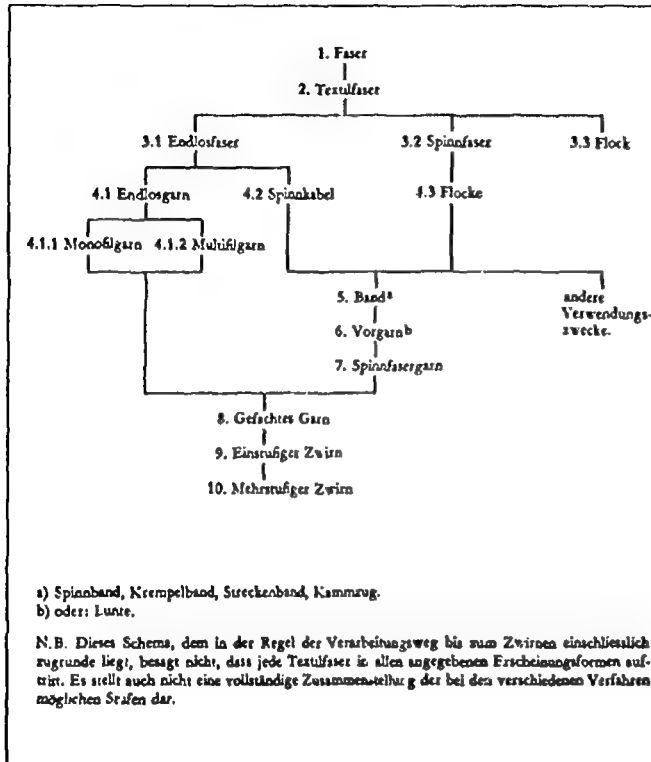 1. Faser
2. Textilfaser
3.1 Endlosfaser 3.2 Spinnfaser 3.3 Flock
4.1 Endlosgarn 4.2 Spinnkabel 4.3 Flocke
4.1.1 Monofilgarn 4.1.2 Multifilgarn
5. Band a
andere
Verwendungs-
zwecke.
6. Vorgarn b
7. Spinnfasergarn
8. Gefachtes Garn
9. Einstufiger Zwirn
10. Mehrstufiger Zwirn
a) Spinnband, Krempelband, Streckenband, Kammzug.
b) oder: Lunte.
N.B. Dieses Schema, dem in der Regel der Verarbeitungsweg bis zum Zwirnen einschliesslich
zugrunde liegt, besagt nicht, dass jede Textilfaser in allen angegebenen Erscheinungsformen auf-
tritt. Es stellt auch nicht eine vollständige Zusammenstellung der bei den verschiedenen Verfahren
möglichen Stufen dar.